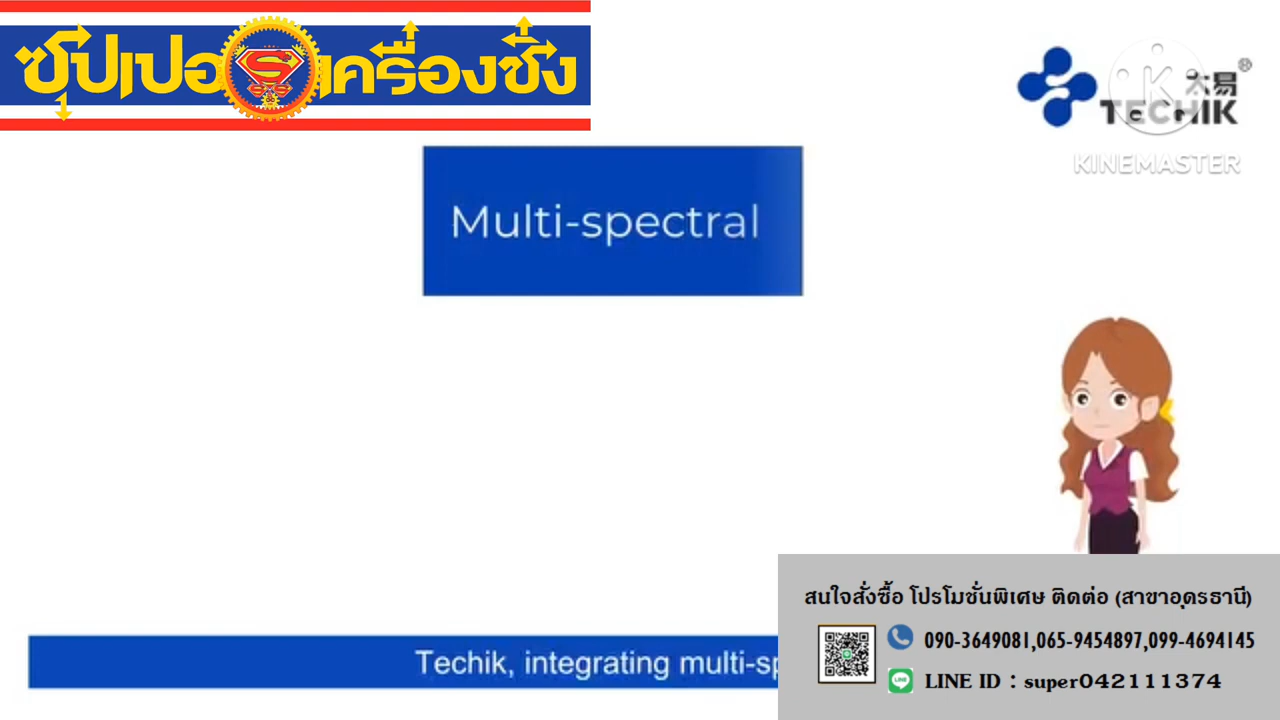 ซุปเปอร์เครื่องชั่ง
太易®
TECHIK
KINEMASTER
Multi-spectral
Techik, integrating multi-sp
สนใจสั่งซื้อ โปรโมชั่นพิเศษ ติดต่อ (สาขาอุดรธานี)
090-3649081,065-9454897,099-4694145
LINE ID : super042111374